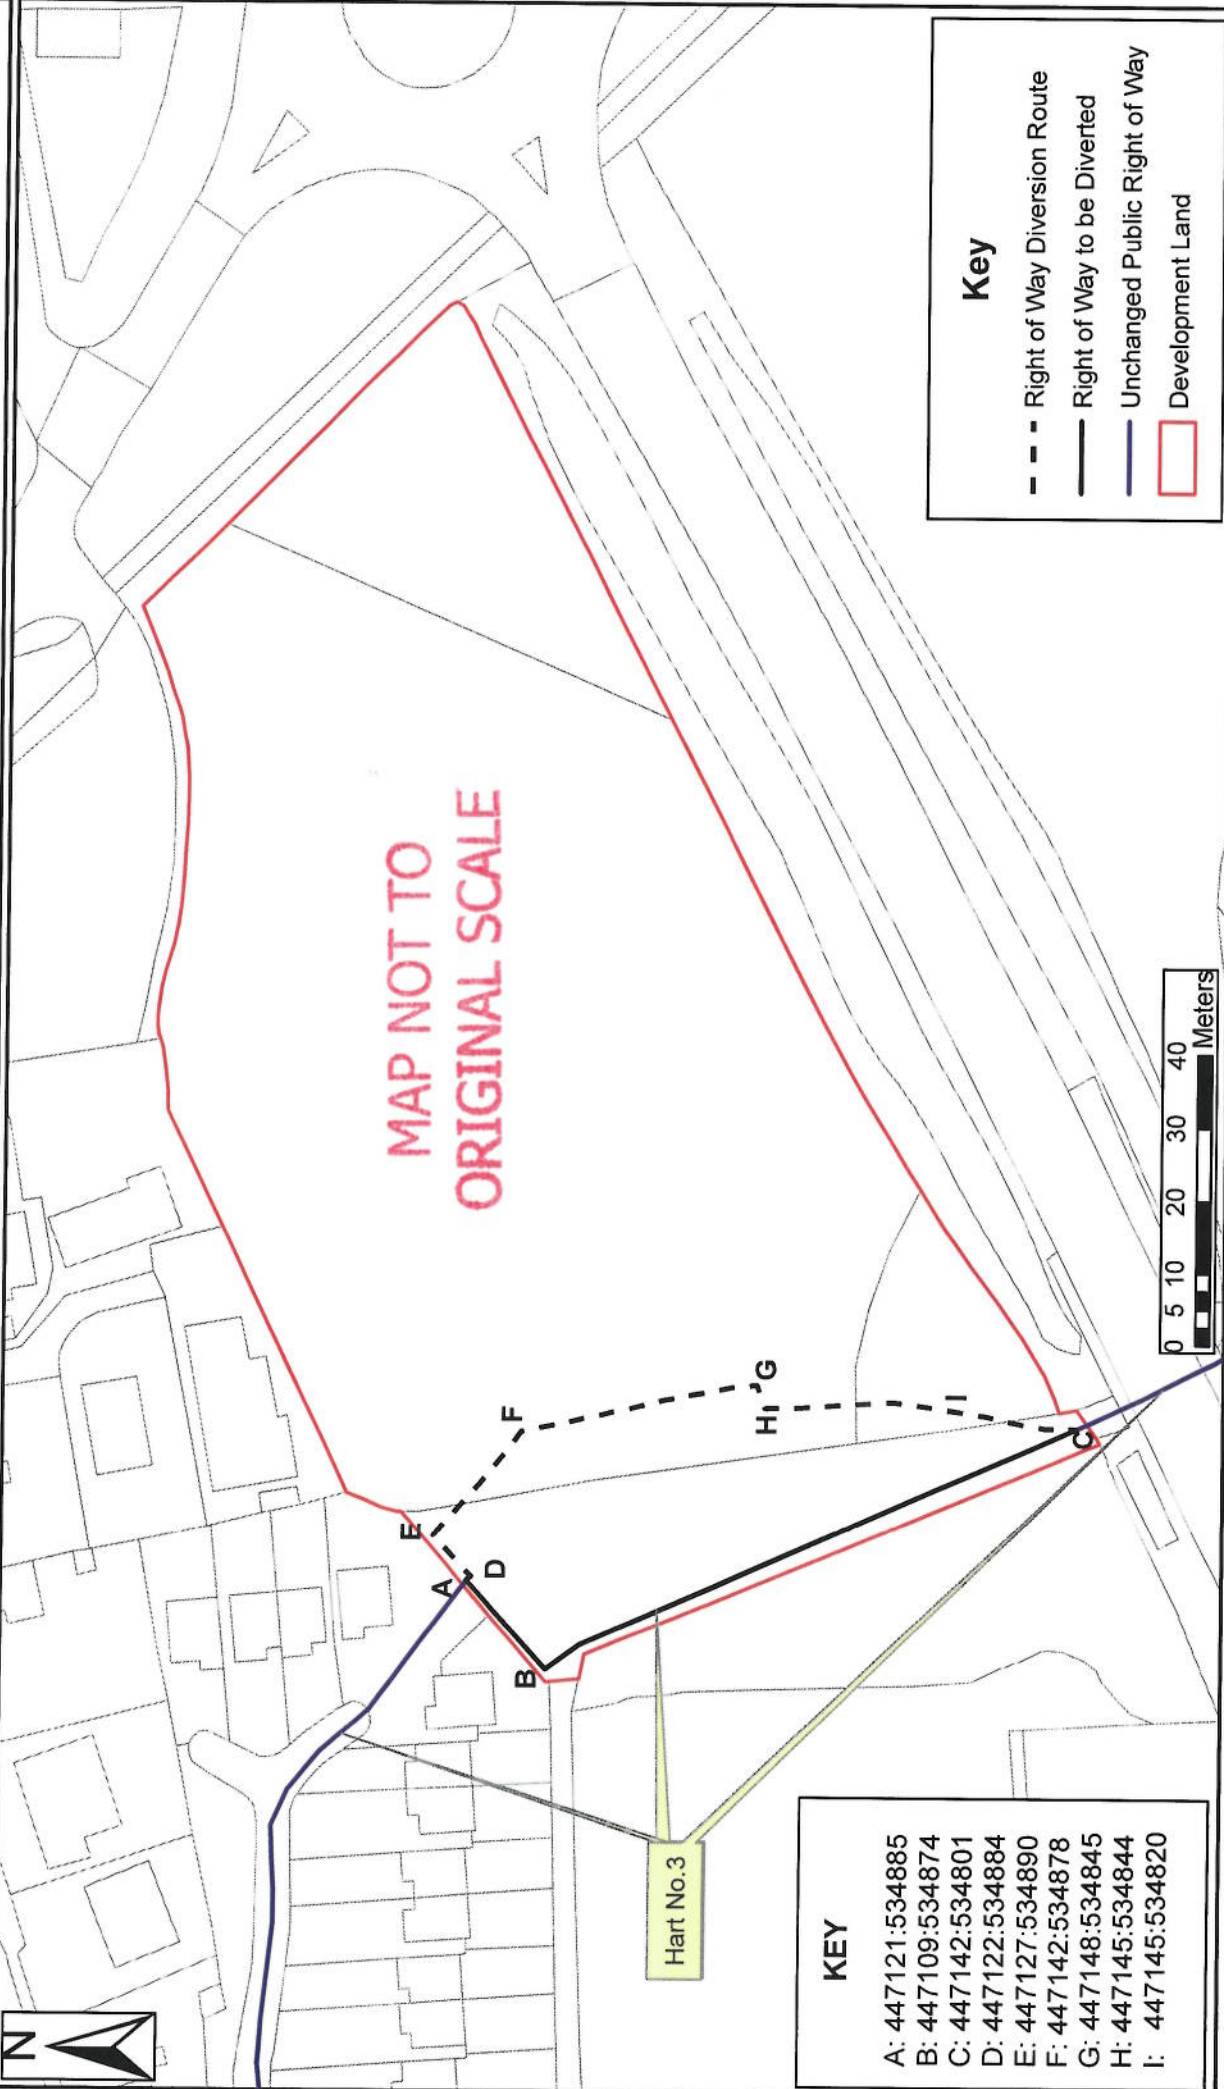 N
MAP NOT TO
ORIGINAL SCALE
A
B
C
D
E
F
G
H
I
Hart No.3
KEY
A: 447121:534885
B: 447109:534874
C: 447142:534801
D: 447122:534884
E: 447127:534890
F: 447142:534878
G: 447148:534845
H: 447145:534844
I: 447145:534820
0 5 10 20 30 40
Meters
Key
Right of Way Diversion Route
Right of Way to be Diverted
Unchanged Public Right of Way
Development Land